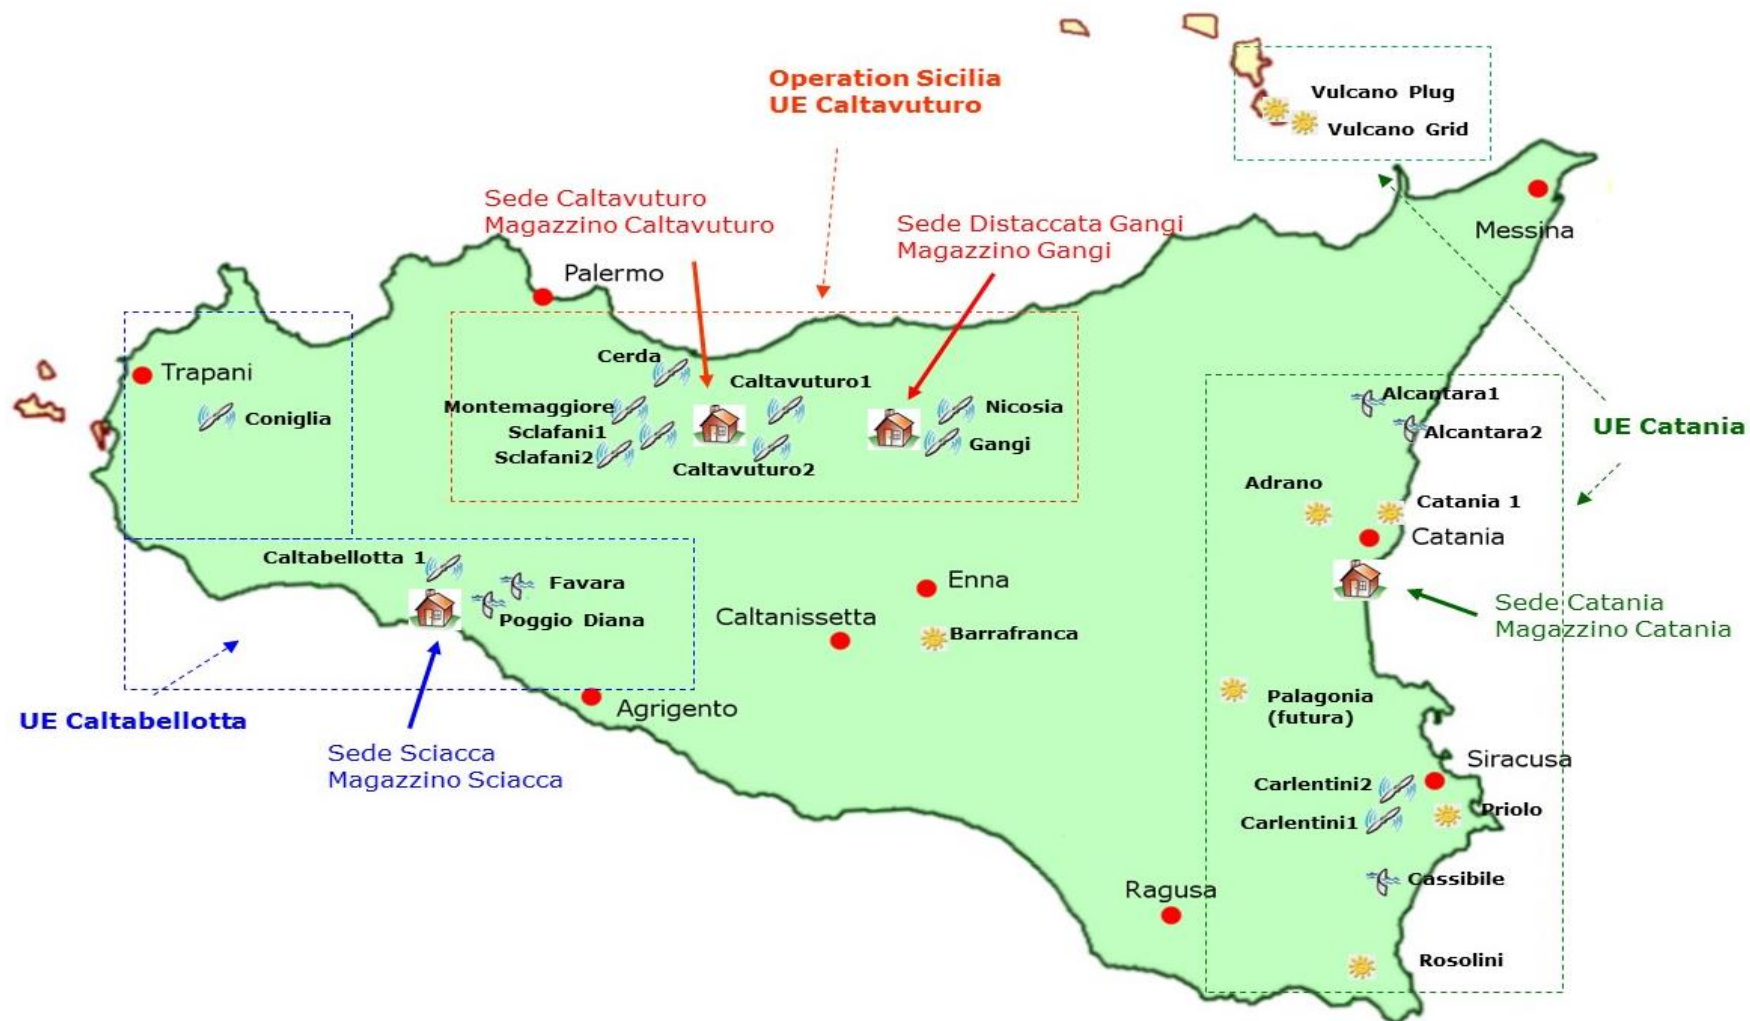 Operation Sicilia
UE Caltavuturo
Vulcano Plug
Vulcano Grid
Sede Caltavuturo
Magazzino Caltavuturo
Sede Distaccata Gangi
Magazzino Gangi
Messina
Palermo
Trapani
Coniglia
Cerda
Caltavuturo1
Montemaggiore
Sclafani1
Sclafani2
Caltavuturo2
Nicosia
Gangi
Alcantara1
Alcantara2
UE Catania
Adrano
Catania 1
Catania
Caltabellotta 1
Favara
Poggio Diana
Enna
Caltanissetta
Barrafranca
Sede Catania
Magazzino Catania
UE Caltabellotta
Agrigento
Palagonia
(futura)
Sede Sciacca
Magazzino Sciacca
Siracusa
Carlentini2
Priolo
Carlentini1
Ragusa
Cassibile
Rosolini